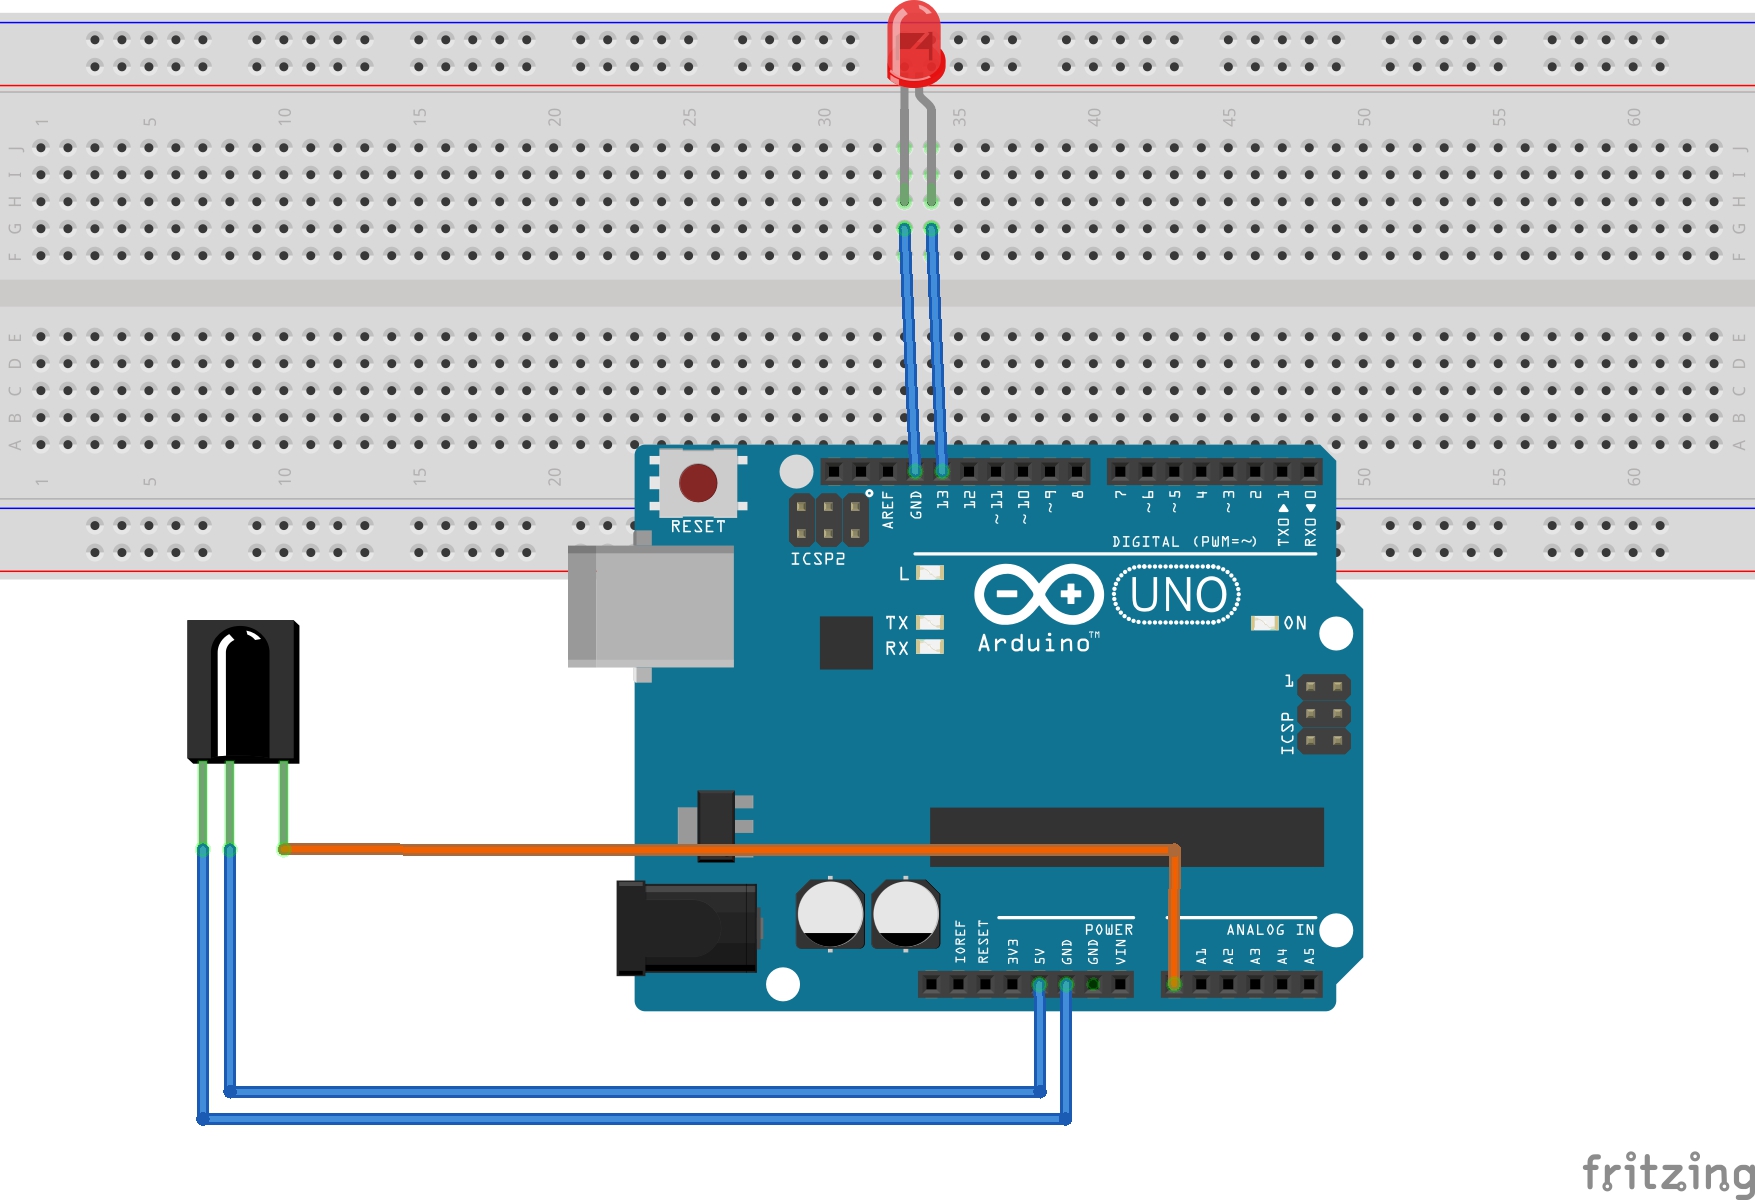 1 5 10 15 20 25 30 35 40 45 50 55 60
J J
I I
H H
G G
F F
E E
D D
C C
B B
A A
1 5 10 15 20 50 55 60
RESET
ICSP2
AREF GND 13 12 ~11 ~10 ~9 8 7 ~6 ~5 4 ~3 2 TX0▶1 RX0◀0
DIGITAL (PWM=~)
L
TX
RX
UNO
ON
Arduino™
1
ICSP
POWER
ANALOG IN
IOREF RESET 3V3 5V GND GND VIN A1 A2 A3 A4 A5
fritzing